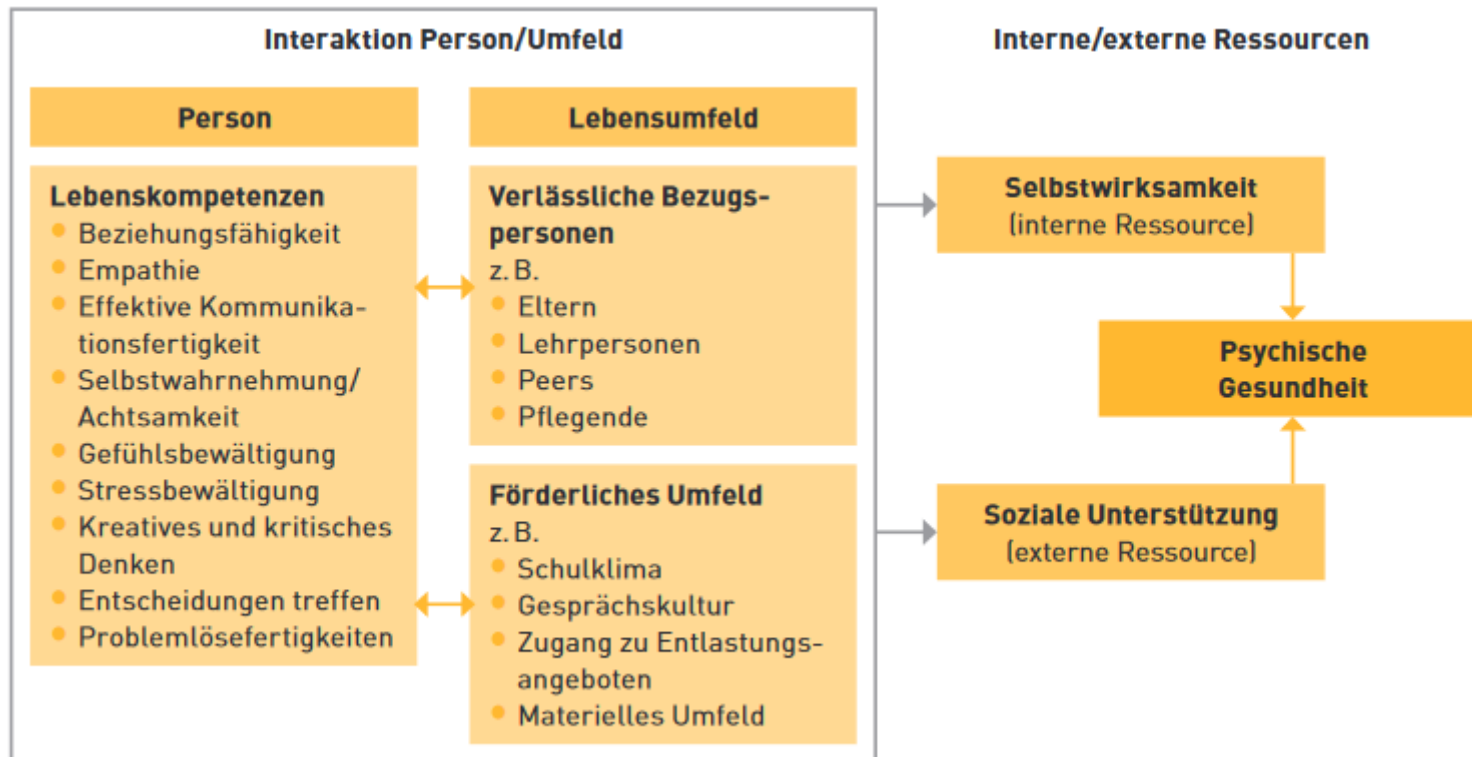 Interaktion Person/Umfeld
Interne/externe Ressourcen
Person
Lebensumfeld
Lebenskompetenzen
Beziehungsfähigkeit
Empathie
Effektive Kommunika-
tionsfertigkeit
Selbstwahrnehmung/
Achtsamkeit
Gefühlsbewältigung
Stressbewältigung
Kreatives und kritisches
Denken
Entscheidungen treffen
Problemlösefertigkeiten
Verlässliche Bezugs-
personen
z. B.
Eltern
Lehrpersonen
Peers
Pflegende
Förderliches Umfeld
z. B.
Schulklima
Gesprächskultur
Zugang zu Entlastungs-
angeboten
Materielles Umfeld
Selbstwirksamkeit
(interne Ressource)
Psychische
Gesundheit
Soziale Unterstützung
(externe Ressource)